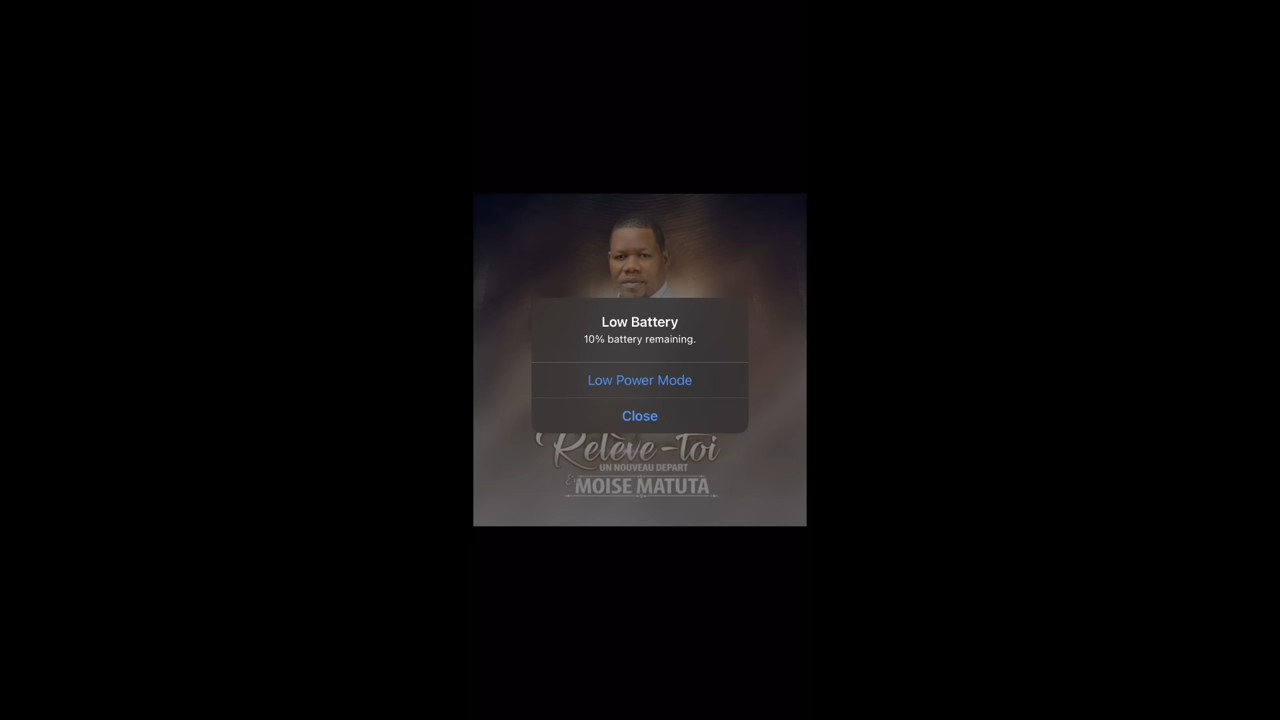 Low Battery
10% battery remaining.
Low Power Mode
Close
Relève-Toi
UN NOUVEAU DEPART
MOISE MATUTA